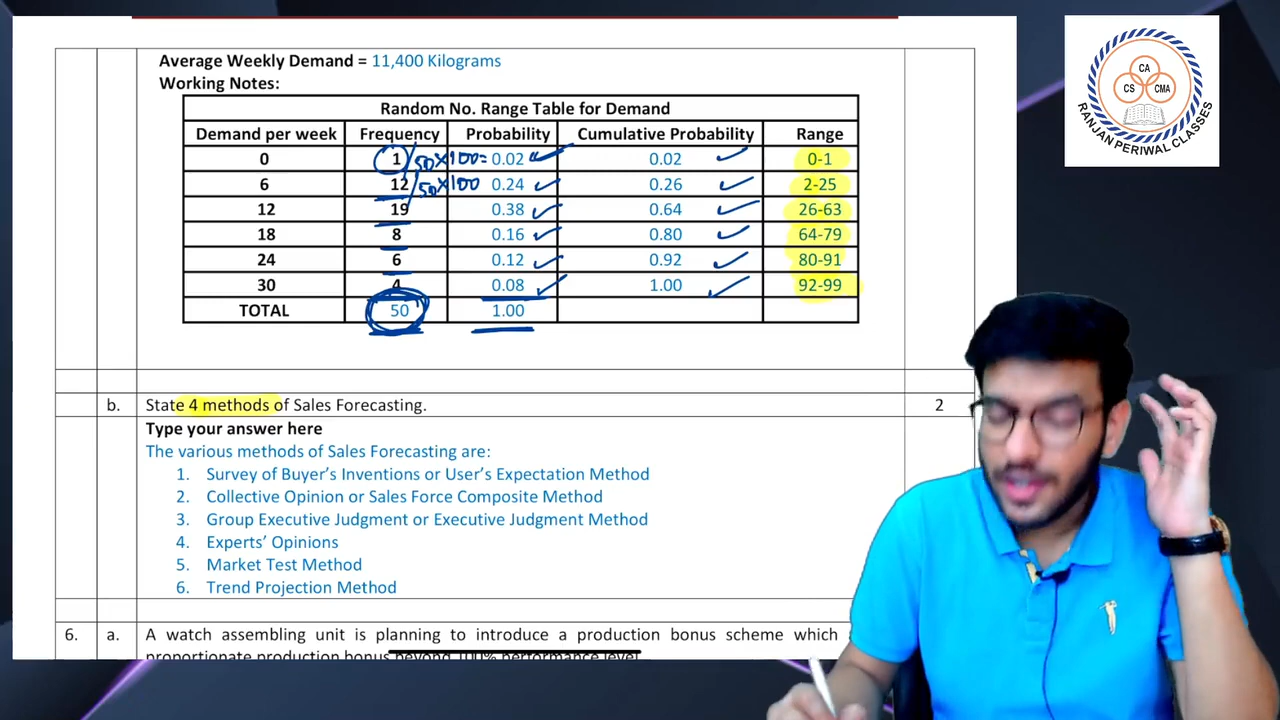 Average Weekly Demand = 11,400 Kilograms
Working Notes:
Random No. Range Table for Demand
Demand per week Frequency Probability Cumulative Probability Range
0 1/50×100= 0.02 0.02 0-1
6 12/50×100 0.24 0.26 2-25
12 19 0.38 0.64 26-63
18 8 0.16 0.80 64-79
24 6 0.12 0.92 80-91
30 4 0.08 1.00 92-99
TOTAL 50 1.00
b. State 4 methods of Sales Forecasting. 2
Type your answer here
The various methods of Sales Forecasting are:
1. Survey of Buyer's Inventions or User's Expectation Method
2. Collective Opinion or Sales Force Composite Method
3. Group Executive Judgment or Executive Judgment Method
4. Experts' Opinions
5. Market Test Method
6. Trend Projection Method
6. a. A watch assembling unit is planning to introduce a production bonus scheme which
proportionate production bonus beyond 100% performance level
CA
CS CMA
RANJAN PERIWAL CLASSES